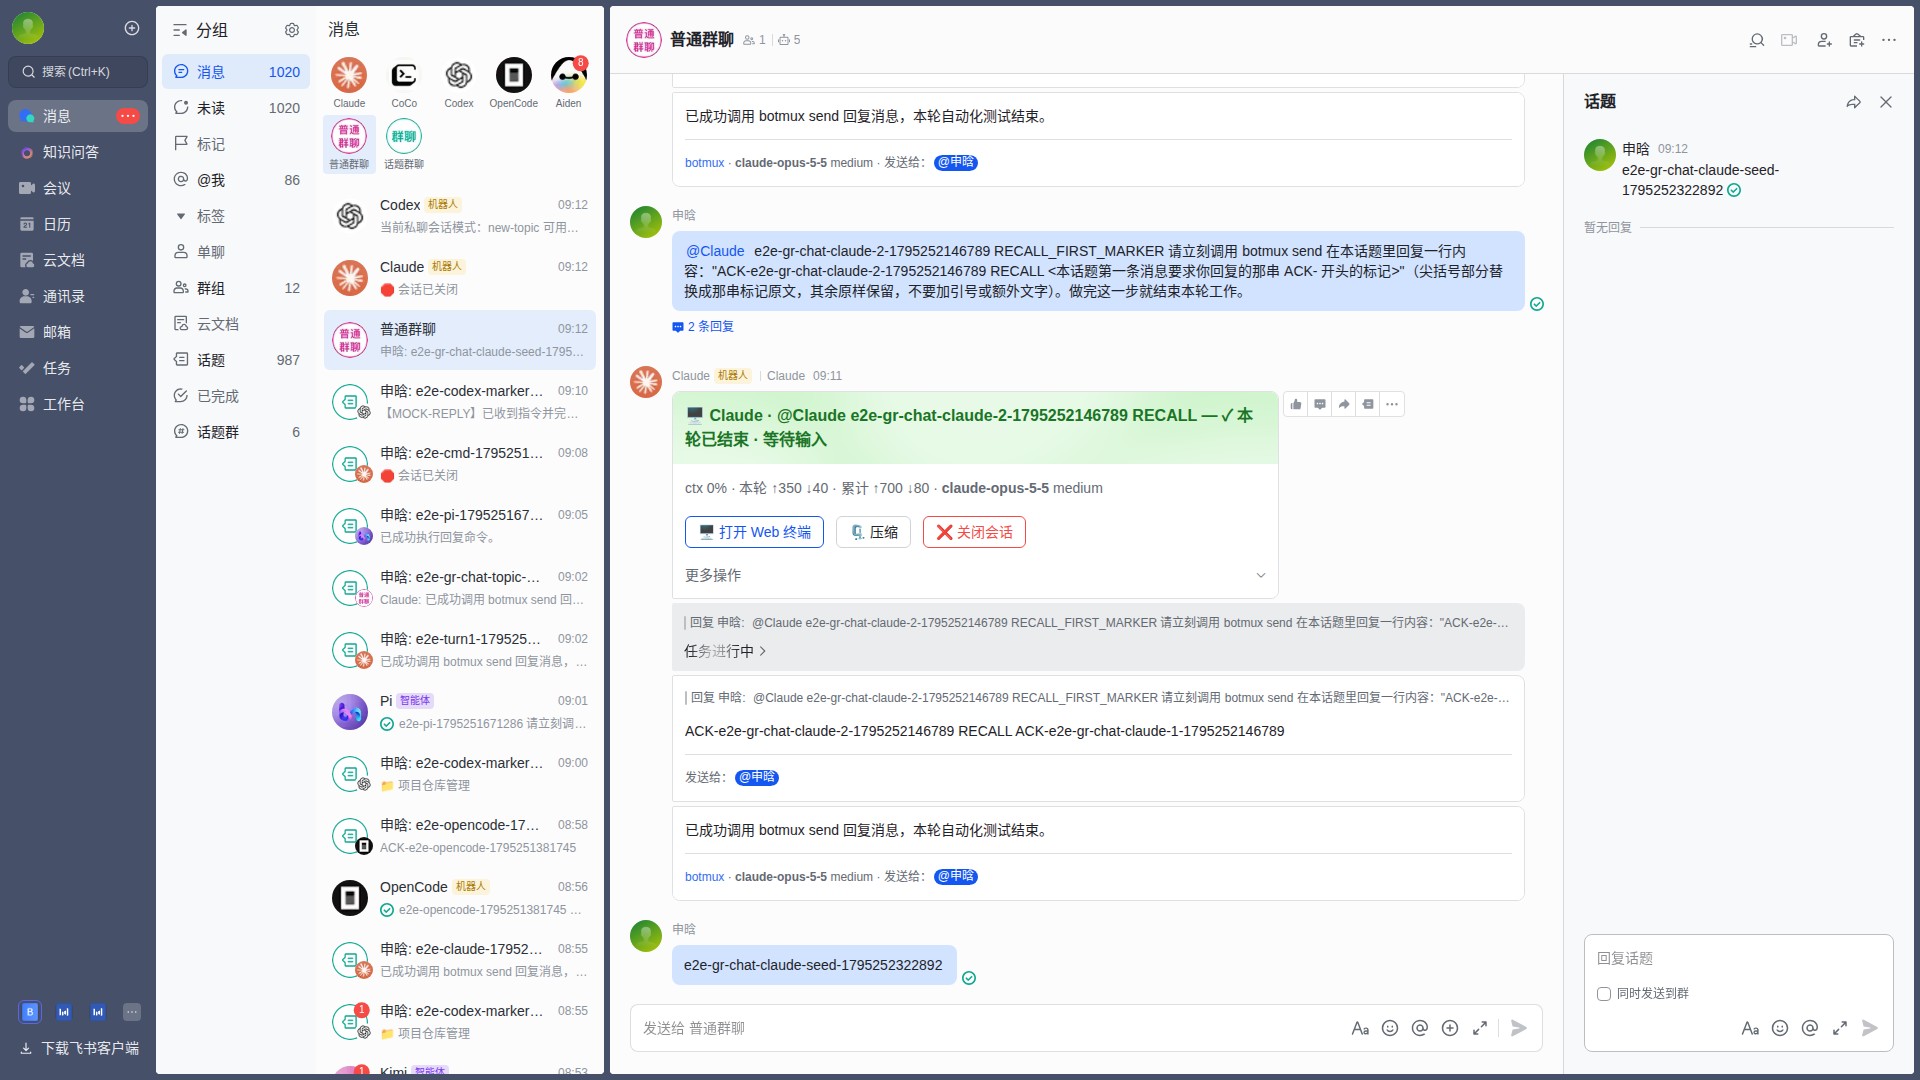 搜索 (Ctrl+K)
消息
知识问答
会议
日历
云文档
通讯录
邮箱
任务
工作台
下载飞书客户端
分组
消息 1020
未读 1020
标记
@我 86
标签
单聊
群组 12
云文档
话题 987
已完成
话题群 6
消息
8
Claude CoCo Codex OpenCode Aiden
普通
群聊
群聊
普通群聊 话题群聊
Codex 机器人 09:12
当前私聊会话模式：new-topic 可用…
Claude 机器人 09:12
会话已关闭
普通群聊 09:12
申晗: e2e-gr-chat-claude-seed-1795…
申晗: e2e-codex-marker… 09:10
【MOCK-REPLY】已收到指令并完…
申晗: e2e-cmd-1795251… 09:08
会话已关闭
申晗: e2e-pi-179525167… 09:05
已成功执行回复命令。
申晗: e2e-gr-chat-topic-… 09:02
Claude: 已成功调用 botmux send 回…
申晗: e2e-turn1-179525… 09:02
已成功调用 botmux send 回复消息，…
Pi 智能体 09:01
e2e-pi-1795251671286 请立刻调…
申晗: e2e-codex-marker… 09:00
项目仓库管理
申晗: e2e-opencode-17… 08:58
ACK-e2e-opencode-1795251381745
OpenCode 机器人 08:56
e2e-opencode-1795251381745 …
申晗: e2e-claude-17952… 08:55
已成功调用 botmux send 回复消息，…
1
申晗: e2e-codex-marker… 08:55
项目仓库管理
1
Kimi 智能体 08:53
普通
群聊
普通群聊 1 5
已成功调用 botmux send 回复消息，本轮自动化测试结束。
botmux · claude-opus-5-5 medium · 发送给： @申晗
申晗
@Claude e2e-gr-chat-claude-2-1795252146789 RECALL_FIRST_MARKER 请立刻调用 botmux send 在本话题里回复一行内
容："ACK-e2e-gr-chat-claude-2-1795252146789 RECALL <本话题第一条消息要求你回复的那串 ACK- 开头的标记>"（尖括号部分替
换成那串标记原文，其余原样保留，不要加引号或额外文字）。做完这一步就结束本轮工作。
2 条回复
Claude 机器人 Claude 09:11
Claude · @Claude e2e-gr-chat-claude-2-1795252146789 RECALL — ✓ 本
轮已结束 · 等待输入
ctx 0% · 本轮 ↑350 ↓40 · 累计 ↑700 ↓80 · claude-opus-5-5 medium
打开 Web 终端 压缩 关闭会话
更多操作
回复 申晗: @Claude e2e-gr-chat-claude-2-1795252146789 RECALL_FIRST_MARKER 请立刻调用 botmux send 在本话题里回复一行内容："ACK-e2e-…
任务进行中
回复 申晗: @Claude e2e-gr-chat-claude-2-1795252146789 RECALL_FIRST_MARKER 请立刻调用 botmux send 在本话题里回复一行内容："ACK-e2e-…
ACK-e2e-gr-chat-claude-2-1795252146789 RECALL ACK-e2e-gr-chat-claude-1-1795252146789
发送给： @申晗
已成功调用 botmux send 回复消息，本轮自动化测试结束。
botmux · claude-opus-5-5 medium · 发送给： @申晗
申晗
e2e-gr-chat-claude-seed-1795252322892
发送给 普通群聊
话题
申晗 09:12
e2e-gr-chat-claude-seed-
1795252322892
暂无回复
回复话题
同时发送到群